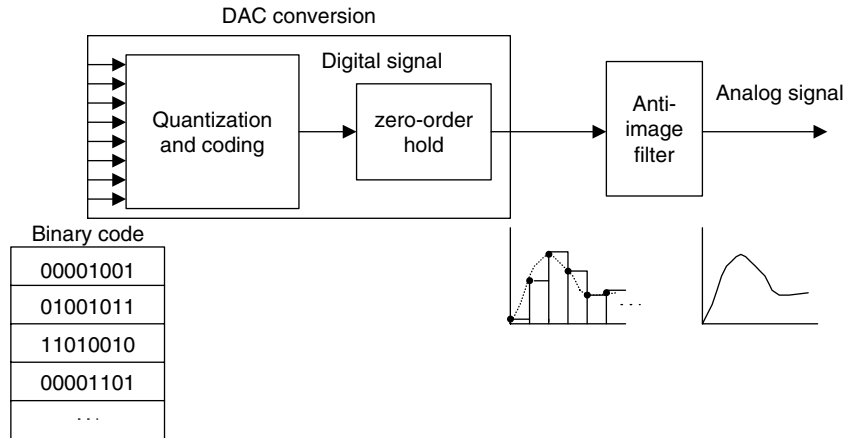 DAC conversion
Digital signal
Quantization
and coding
zero-order
hold
Anti-
image
filter
Analog signal
Binary code
00001001
01001011
11010010
00001101
...
...